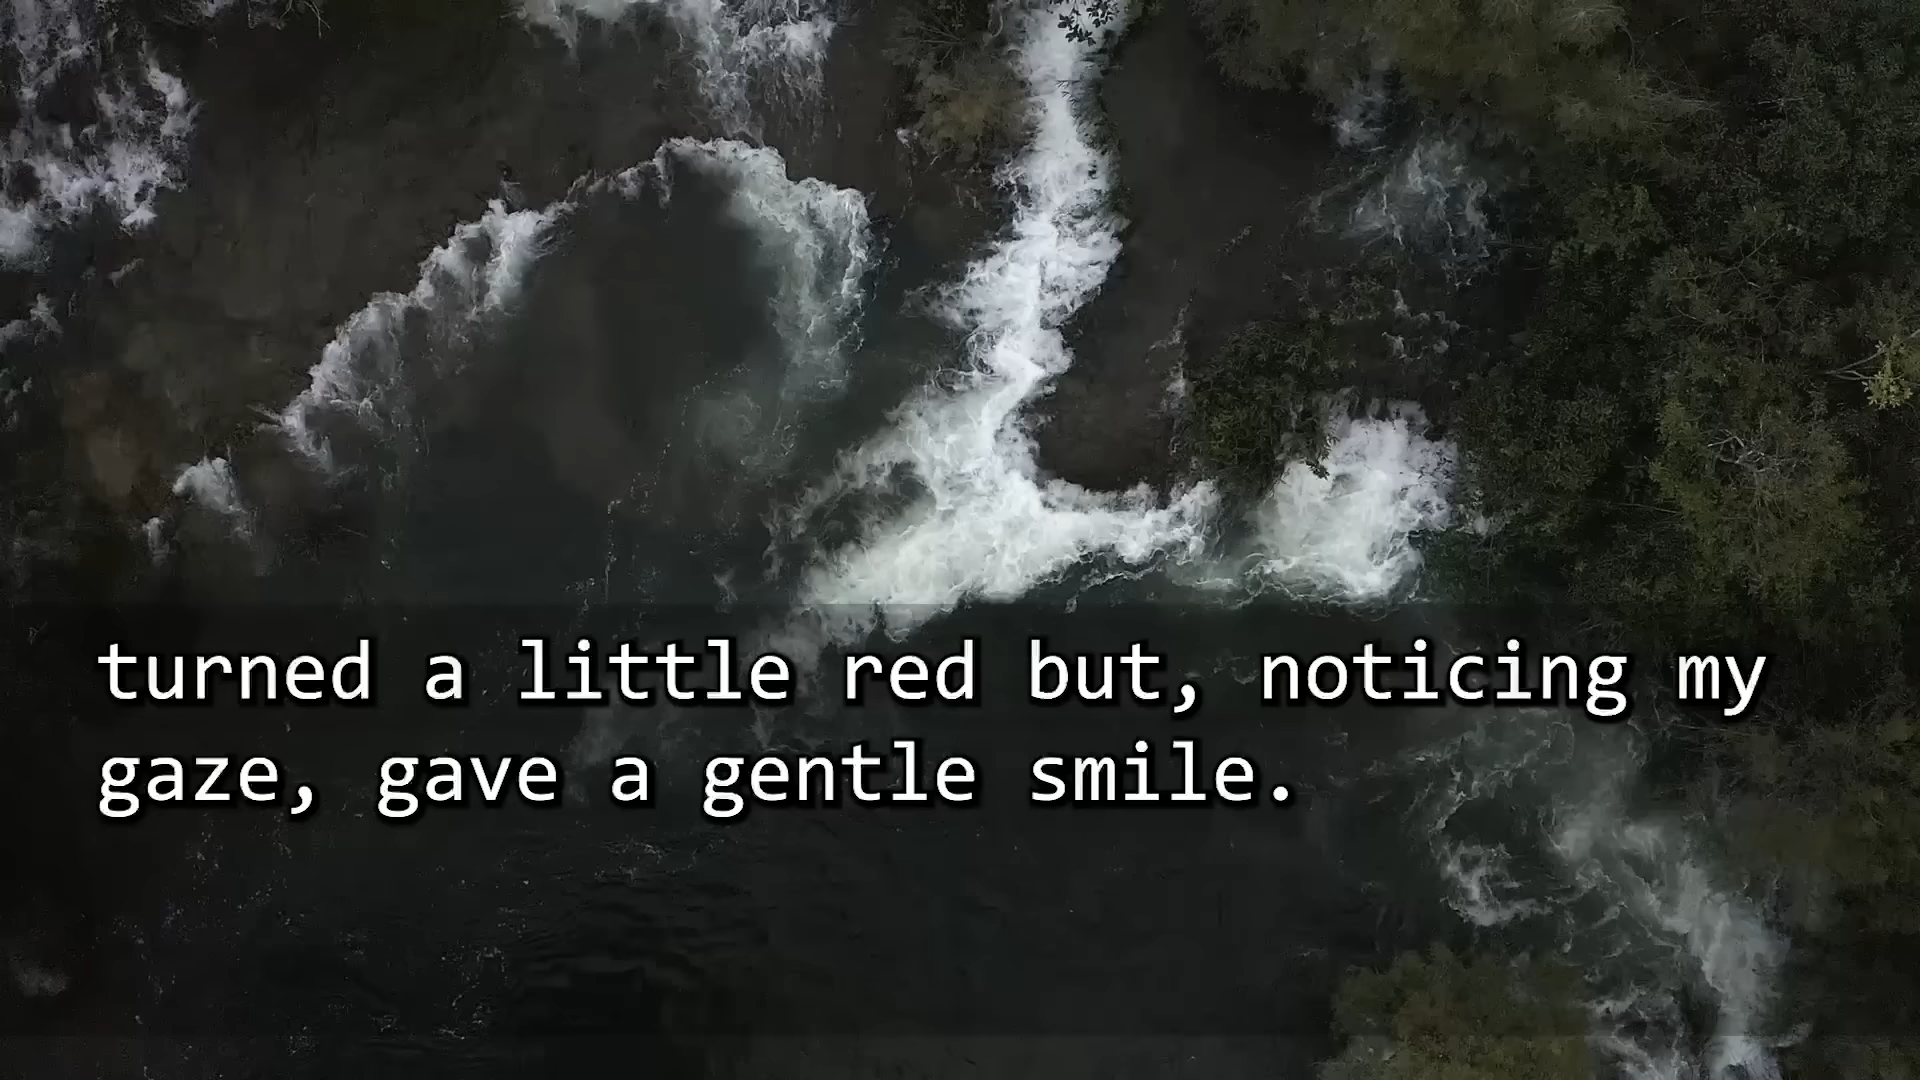 turned a little red but, noticing my
gaze, gave a gentle smile.